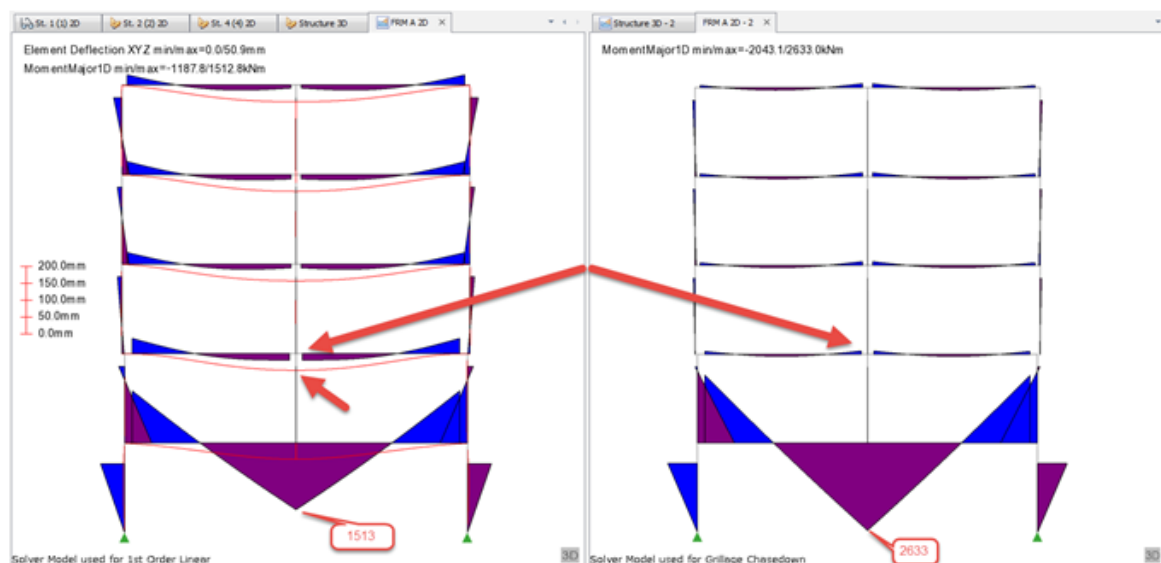 St. 1 (1) 2D
St. 2 (2) 2D
St. 4 (4) 2D
Structure 3D
FRM A 2D
Element Deflection XYZ min/max=0.0/50.9mm
MomentMajor1D min/max=-1187.8/1512.8kNm
200.0mm
150.0mm
100.0mm
50.0mm
0.0mm
1513
Solver Model used for 1st Order Linear
3D
Structure 3D - 2
FRM A 2D - 2
MomentMajor1D min/max=-2043.1/2633.0kNm
2633
Solver Model used for Grillage Chasedown
3D